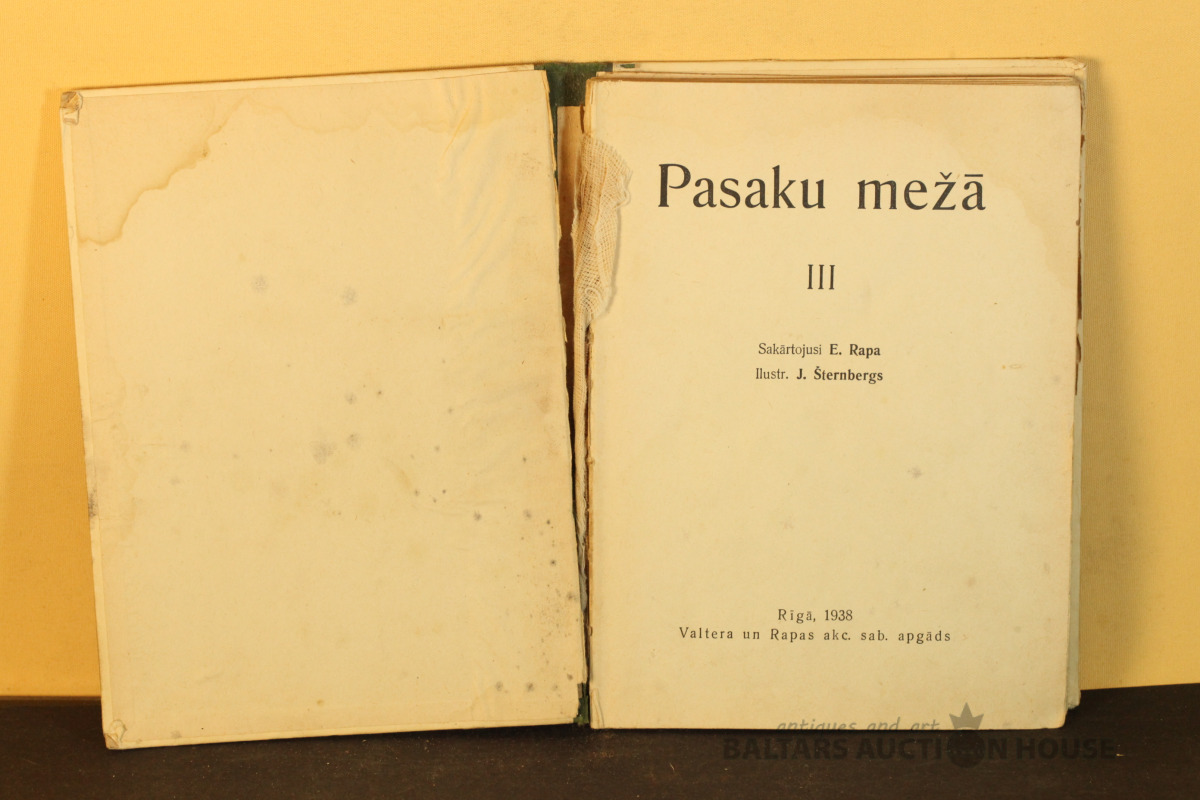 Pasaku mežā
III
Sakārtojusi E. Rapa
Ilustr. J. Šternbergs
Rīgā, 1938
Valtera un Rapas akc. sab. apgāds
antiques and art
BALTARS AUCTION HOUSE